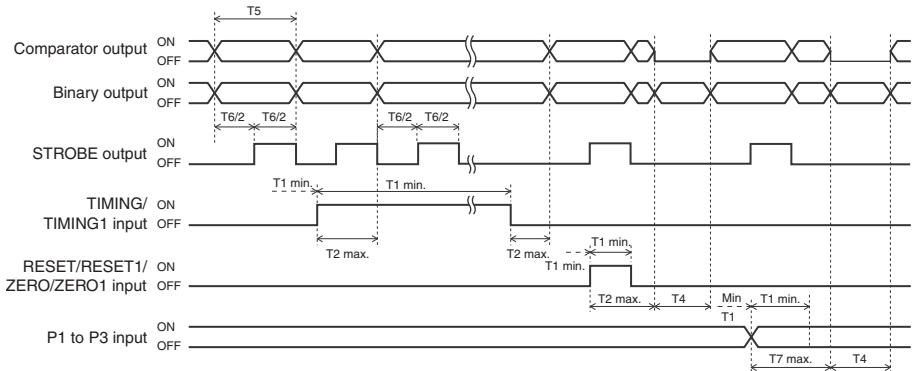 T5
Comparator output ON
OFF
Binary output ON
OFF
T6/2 T6/2 T6/2 T6/2
STROBE output ON
OFF
T1 min. T1 min.
TIMING/
TIMING1 input ON
OFF
T2 max. T2 max.
T1 min.
T1 min.
RESET/RESET1/
ZERO/ZERO1 input ON
OFF
T2 max. T4
Min T1 min.
T1
P1 to P3 input ON
OFF
T7 max. T4